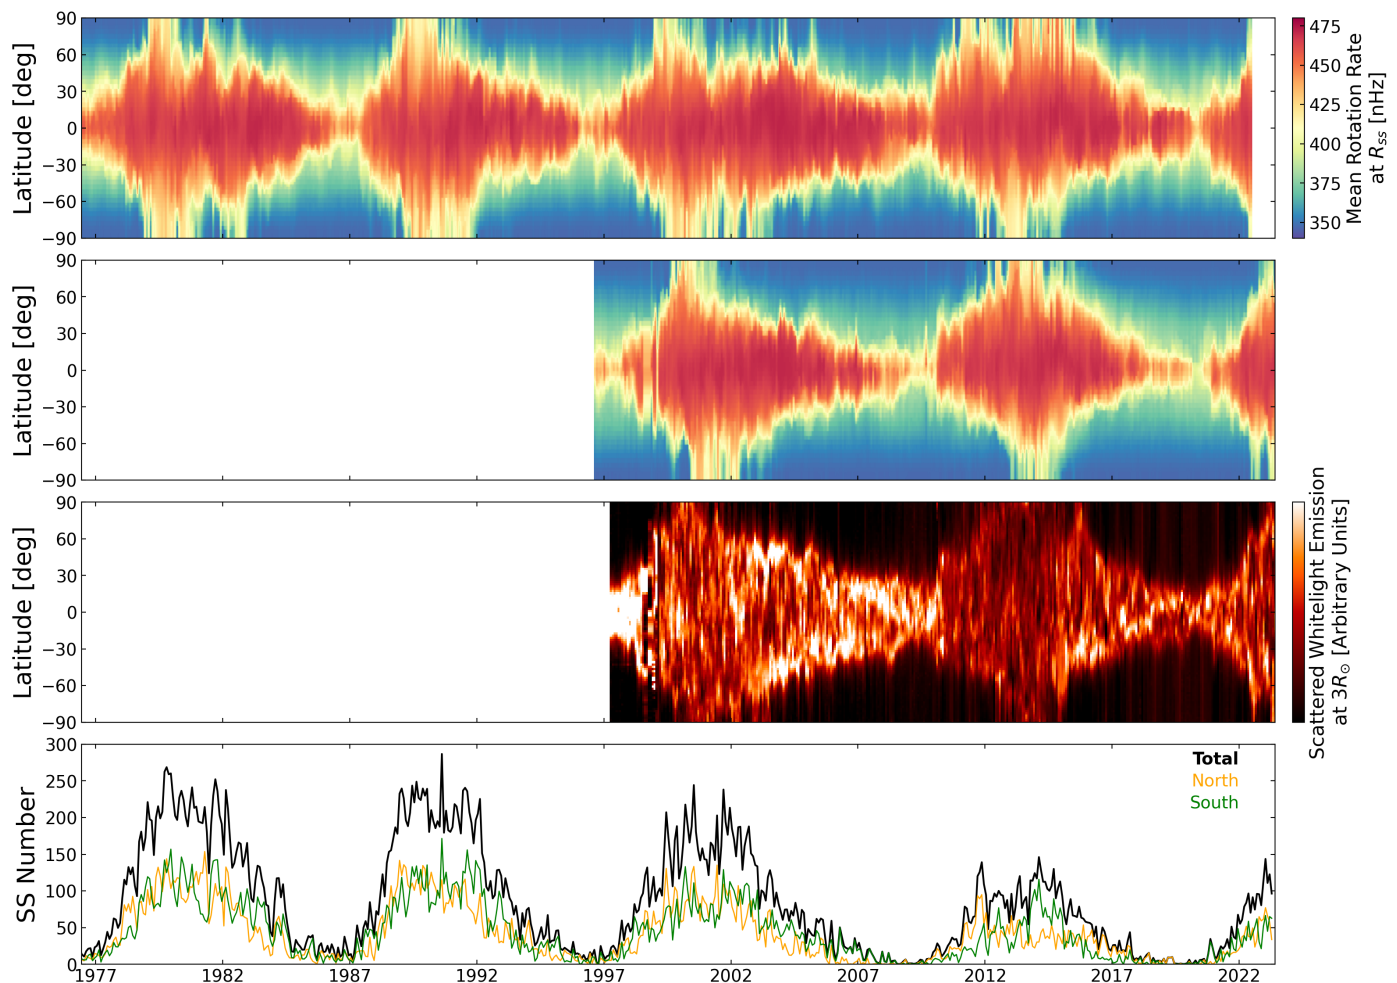 90
60
30
0
−30
−60
−90
Latitude [deg]
475
450
425
400
375
350
Mean Rotation Rate
at Rss [nHz]
90
60
30
0
−30
−60
−90
Latitude [deg]
90
60
30
0
−30
−60
−90
Latitude [deg]
Scattered Whitelight Emission
at 3R⊙ [Arbitrary Units]
300
250
200
150
100
50
0
SS Number
Total
North
South
1977 1982 1987 1992 1997 2002 2007 2012 2017 2022